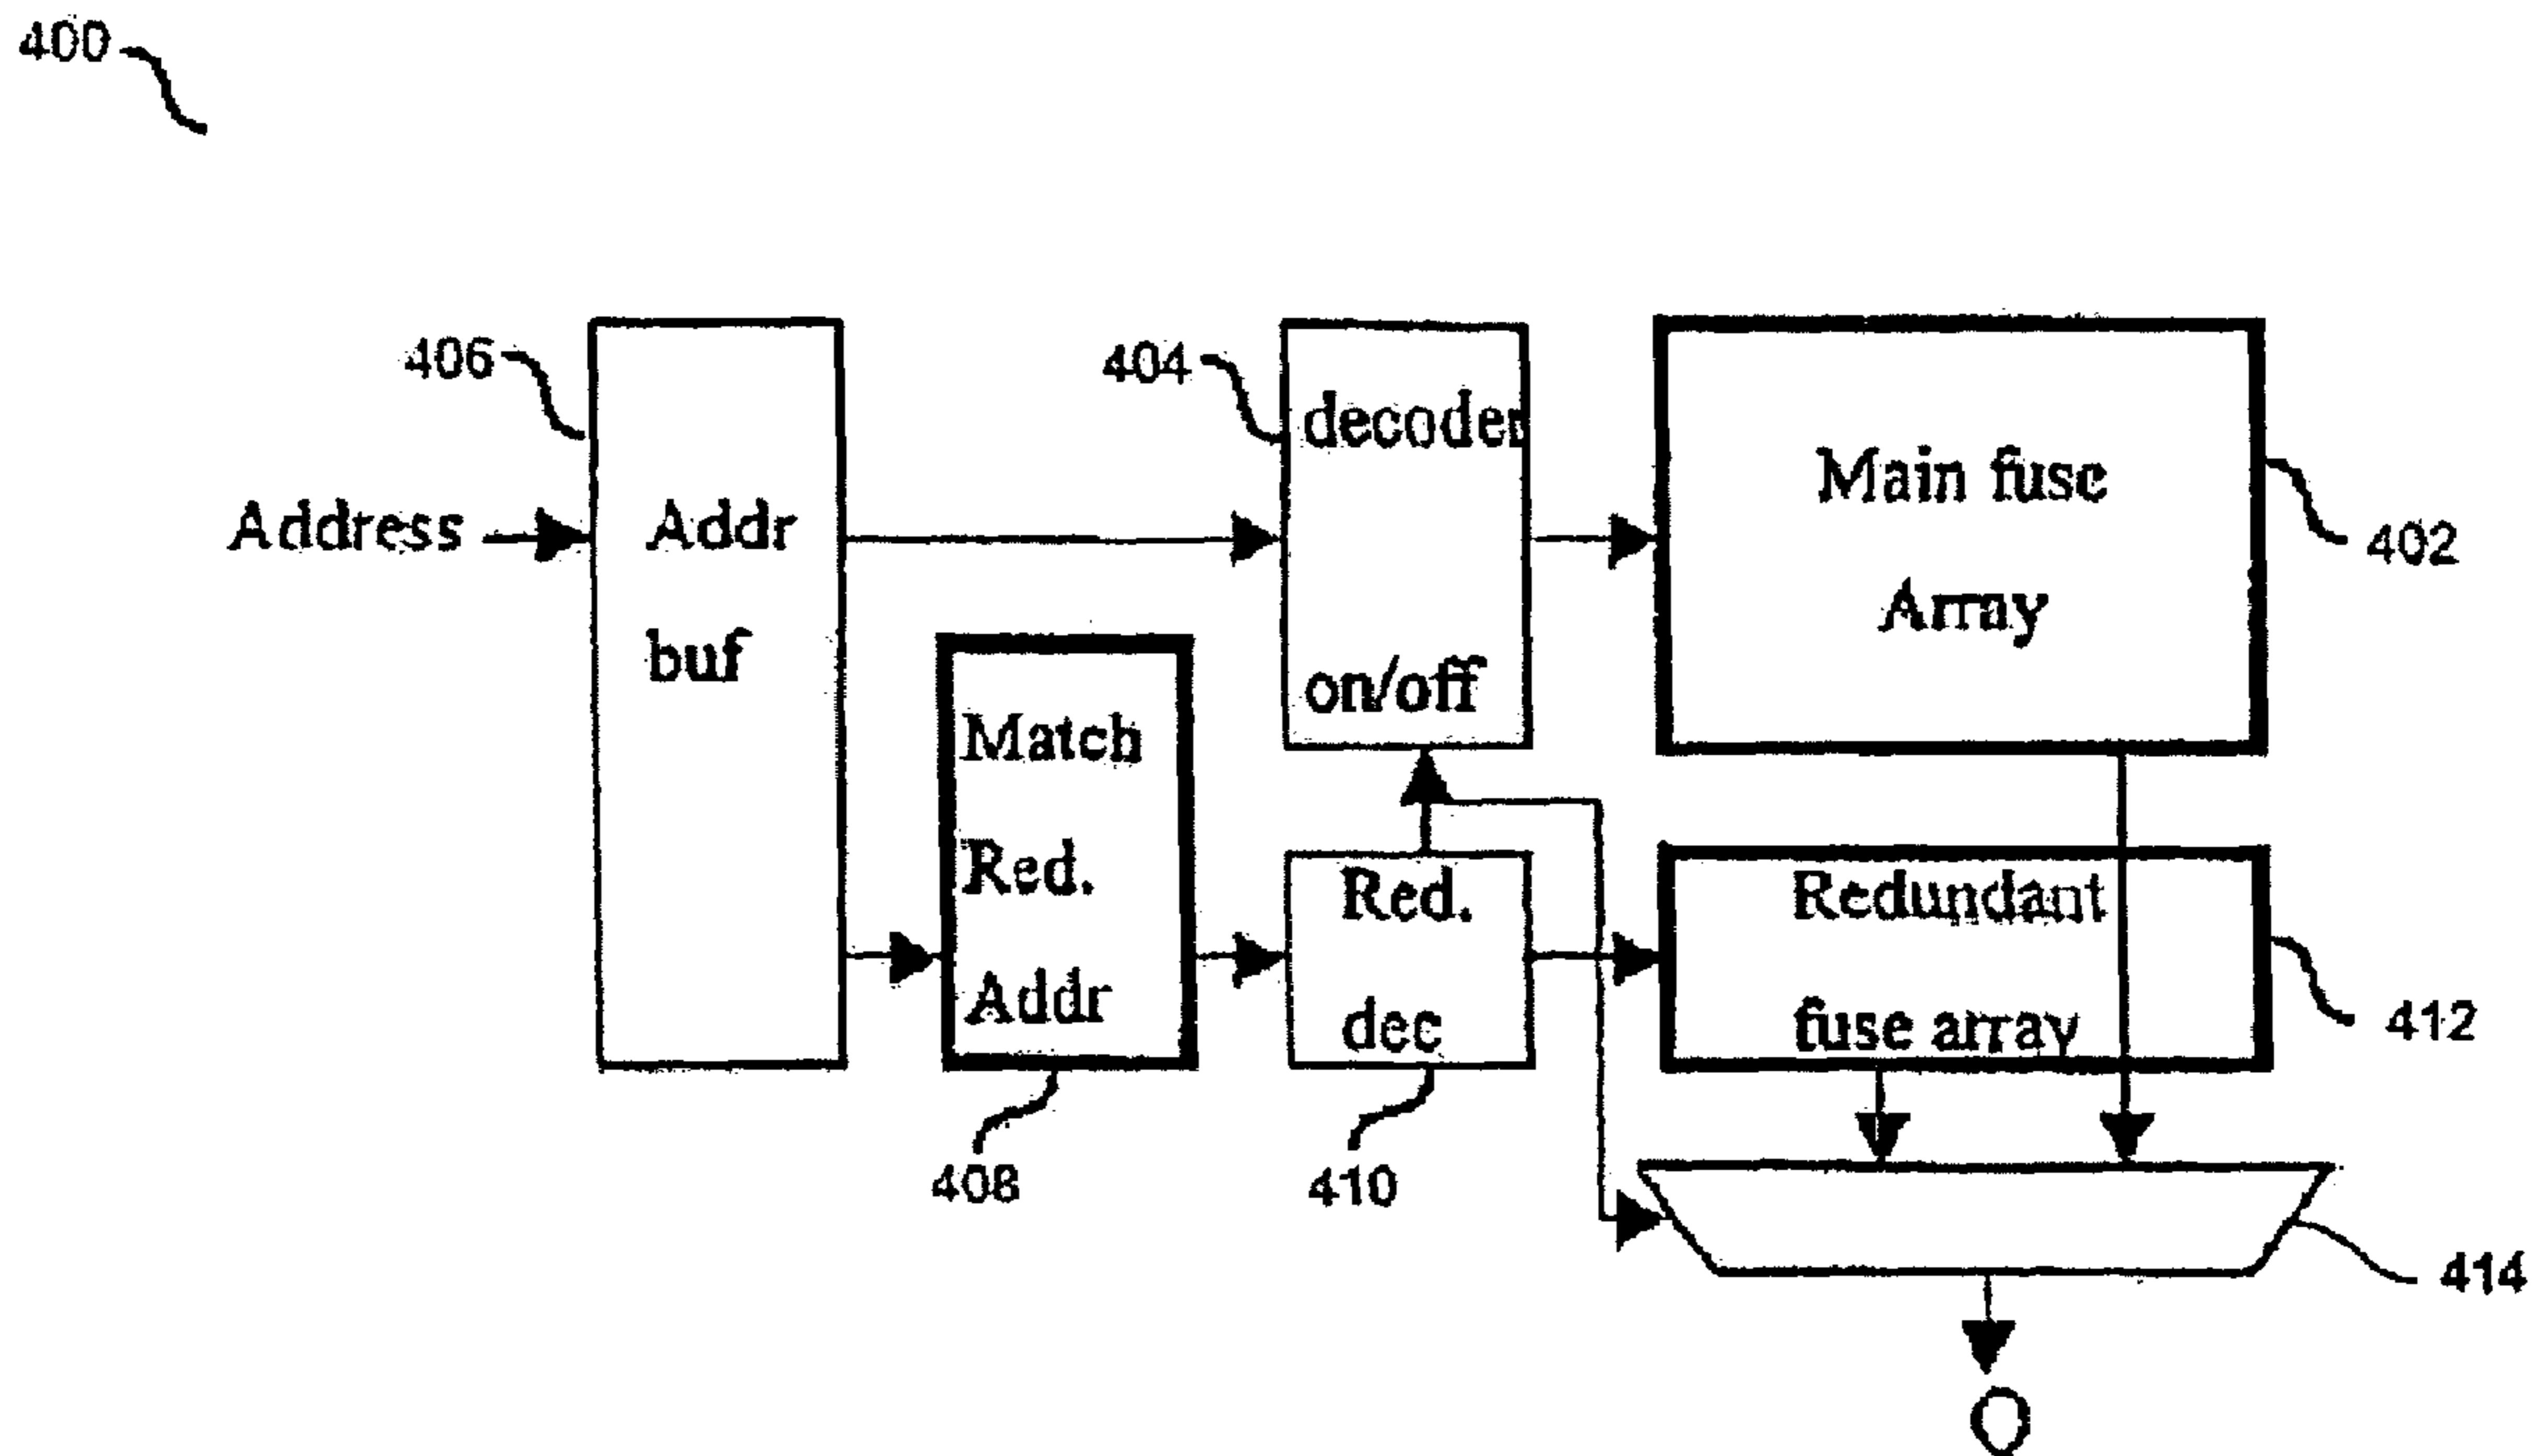 400
406
404
decoder
on/off
Main fuse
Array
402
Address
Addr
buf
Match
Red.
Addr
408
Red.
dec
410
Redundant
fuse array
412
414